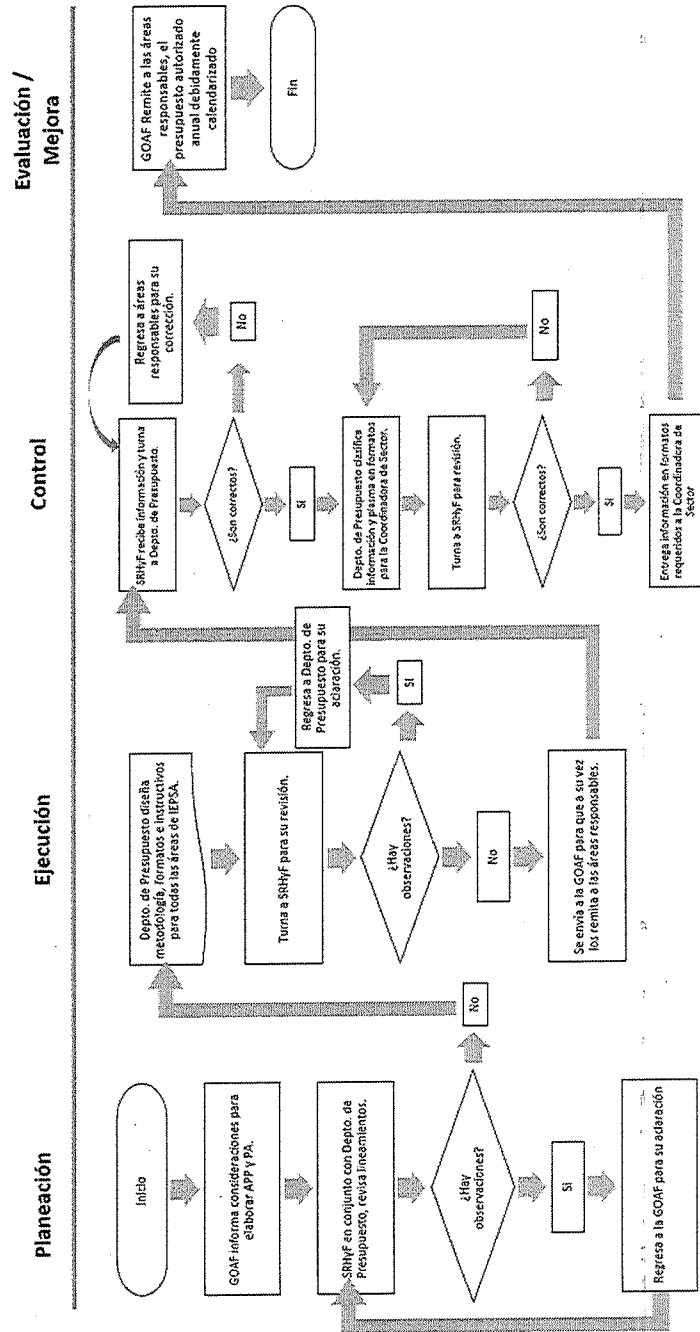 Planeación
Inicio
GOAF informa consideraciones para
elaborar APP y PA.
SRHyF en conjunto con Depto. de
Presupuesto, revisa lineamientos.
¿Hay
observaciones?
No
Si
Regresa a la GOAF para su aclaración
Ejecución
Depto. de Presupuesto diseña
metodología, formatos e instructivos
para todas las áreas de IEPSA.
Turna a SRHyF para su revisión.
Regresa a Depto. de
Presupuesto para su
aclaración.
¿Hay
observaciones?
Si
No
Se envía a la GOAF para que a su vez
los remita a las áreas responsables.
Control
SRHyF recibe información y turna
a Depto. de Presupuesto.
Regresa a áreas
responsables para su
corrección.
¿Son correctos?
No
Si
Depto. de Presupuesto clasifica
información y plasma en formatos
para la Coordinadora de Sector.
Turna a SRHyF para revisión.
¿Son correctos?
No
Si
Entrega información en formatos
requeridos a la Coordinadora de
Sector
Evaluación /
Mejora
GOAF Remite a las áreas
responsables, el
presupuesto autorizado
anual debidamente
calendarizado
Fin